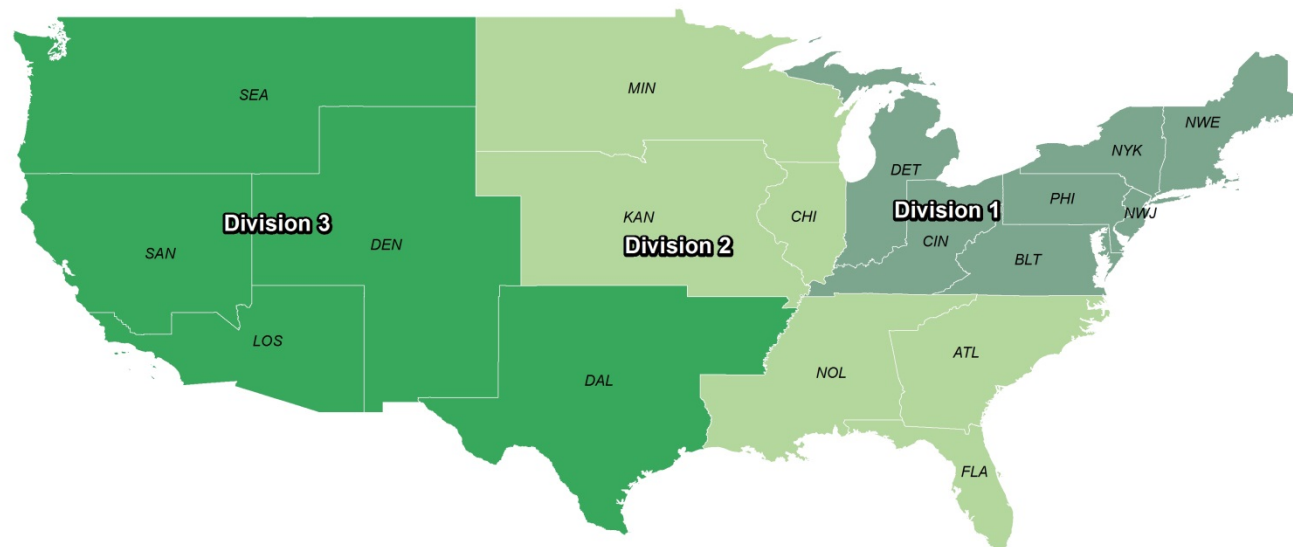 MIN
SEA
NWE
NYK
DET
PHI
Division 1
NWJ
KAN
CHI
Division 3
Division 2
DEN
CIN
SAN
BLT
LOS
ATL
NOL
DAL
FLA